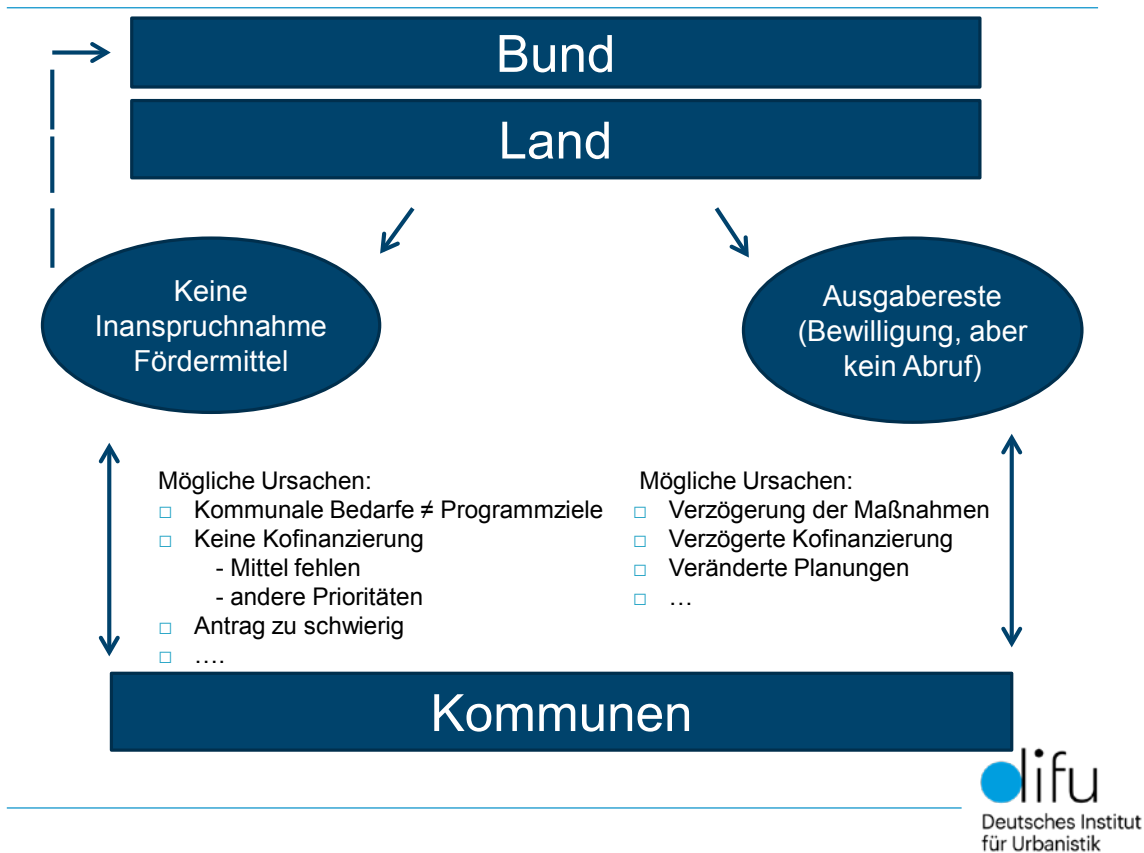 Bund
Land
Keine
Inanspruchnahme
Fördermittel
Ausgabereste
(Bewilligung, aber
kein Abruf)
Mögliche Ursachen:
□ Kommunale Bedarfe ≠ Programmziele
□ Keine Kofinanzierung
- Mittel fehlen
- andere Prioritäten
□ Antrag zu schwierig
□ ….
Mögliche Ursachen:
□ Verzögerung der Maßnahmen
□ Verzögerte Kofinanzierung
□ Veränderte Planungen
□ …
Kommunen
difu
Deutsches Institut
für Urbanistik